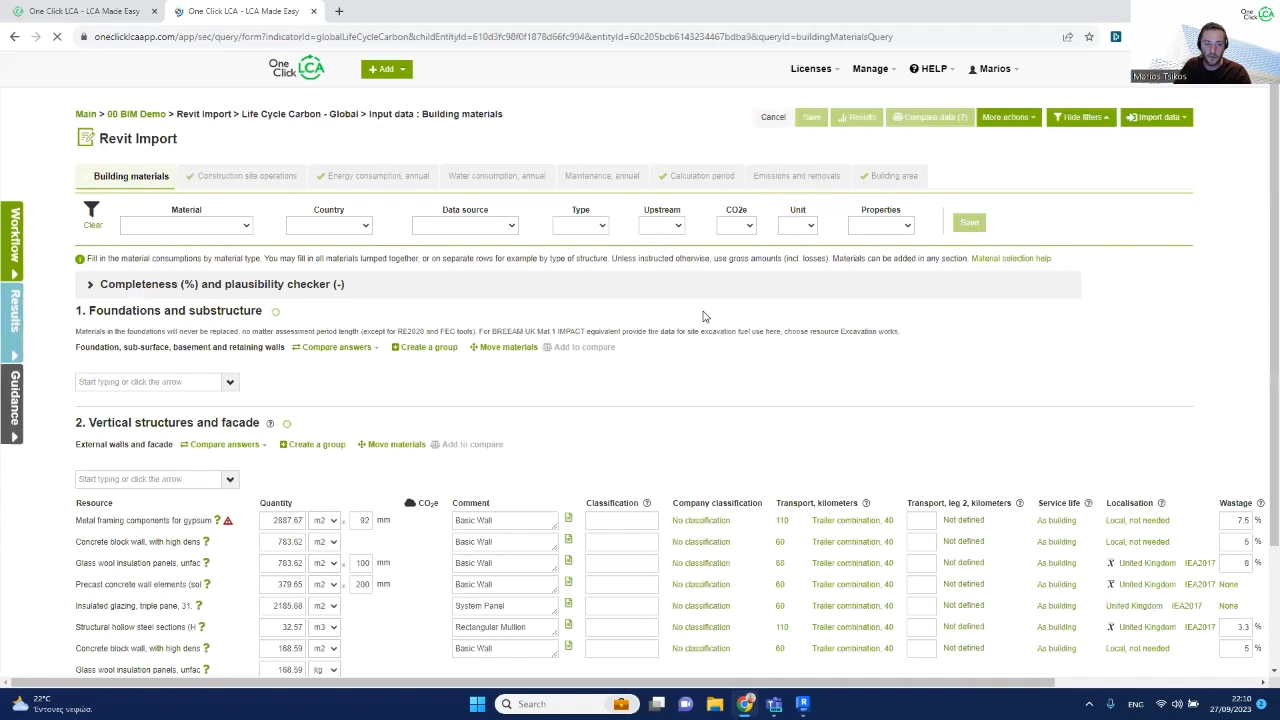 One Click LCA - LCA Made Easy
One Click LCA - LCA Made Easy
oneclicklcaapp.com/app/sec/query/form?indicatorId=globalLifeCycleCarbon&childEntityId=610d3fc98f0f1878d66fc994&entityId=60c205bcb6143234467bdba9&queryId=buildingMaterialsQuery
One Click LCA
Marios Tsikos
One Click LCA
Add
Licenses
Manage
HELP
Marios
Main > 00 BIM Demo > Revit Import > Life Cycle Carbon - Global > Input data : Building materials
Cancel
Save
Results
Compare data (7)
More actions
Hide filters
Import data
Revit Import
Building materials
Construction site operations
Energy consumption, annual
Water consumption, annual
Maintenance, annual
Calculation period
Emissions and removals
Building area
Material Country Data source Type Upstream CO2e Unit Properties
Clear
Save
Workflow
Results
Guidance
Fill in the material consumptions by material type. You may fill in all materials lumped together, or on separate rows for example by type of structure. Unless instructed otherwise, use gross amounts (incl. losses). Materials can be added in any section. Material selection help.
Completeness (%) and plausibility checker (-)
1. Foundations and substructure
Materials in the foundations will never be replaced, no matter assessment period length (except for RE2020 and FEC tools). For BREEAM UK Mat 1 IMPACT equivalent provide the data for site excavation fuel use here, choose resource Excavation works.
Foundation, sub-surface, basement and retaining walls Compare answers Create a group Move materials Add to compare
Start typing or click the arrow
2. Vertical structures and facade ?
External walls and facade Compare answers Create a group Move materials Add to compare
Start typing or click the arrow
Resource Quantity CO₂e Comment Classification ? Company classification Transport, kilometers ? Transport, leg 2, kilometers ? Service life ? Localisation ? Wastage ?
Metal framing components for gypsum ? 2887.67 m2 x 92 mm Basic Wall No classification 110 Trailer combination, 40 Not defined As building Local, not needed 7.5 %
Concrete block wall, with high dens ? 783.62 m2 Basic Wall No classification 60 Trailer combination, 40 Not defined As building Local, not needed 5 %
Glass wool insulation panels, unfac ? 783.62 m2 x 100 mm Basic Wall No classification 60 Trailer combination, 40 Not defined As building x United Kingdom IEA2017 8 %
Precast concrete wall elements (sol ? 379.65 m2 x 200 mm Basic Wall No classification 60 Trailer combination, 40 Not defined As building x United Kingdom IEA2017 None
Insulated glazing, triple pane, 31. ? 2185.68 m2 System Panel No classification 60 Trailer combination, 40 Not defined As building United Kingdom IEA2017 None
Structural hollow steel sections (H ? 32.57 m3 Rectangular Mullion No classification 110 Trailer combination, 40 Not defined As building x United Kingdom IEA2017 3.3 %
Concrete block wall, with high dens ? 168.59 m2 Basic Wall No classification 60 Trailer combination, 40 Not defined As building Local, not needed 5 %
Glass wool insulation panels, unfac ? 168.59 kg
22°C
Έντονος νεφώσ.
Search
ENG
22:10
27/09/2023